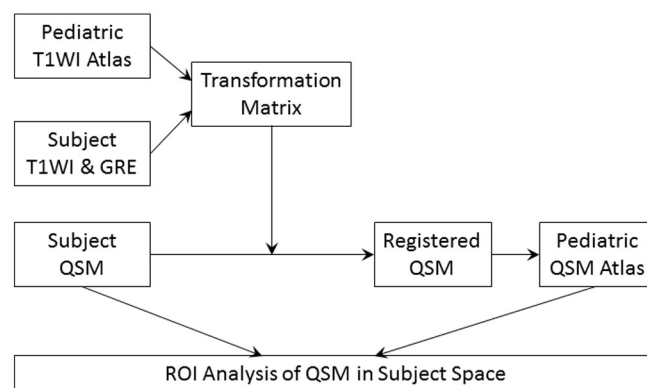 Pediatric
T1WI Atlas
Transformation
Matrix
Subject
T1WI & GRE
Subject
QSM
Registered
QSM
Pediatric
QSM Atlas
ROI Analysis of QSM in Subject Space